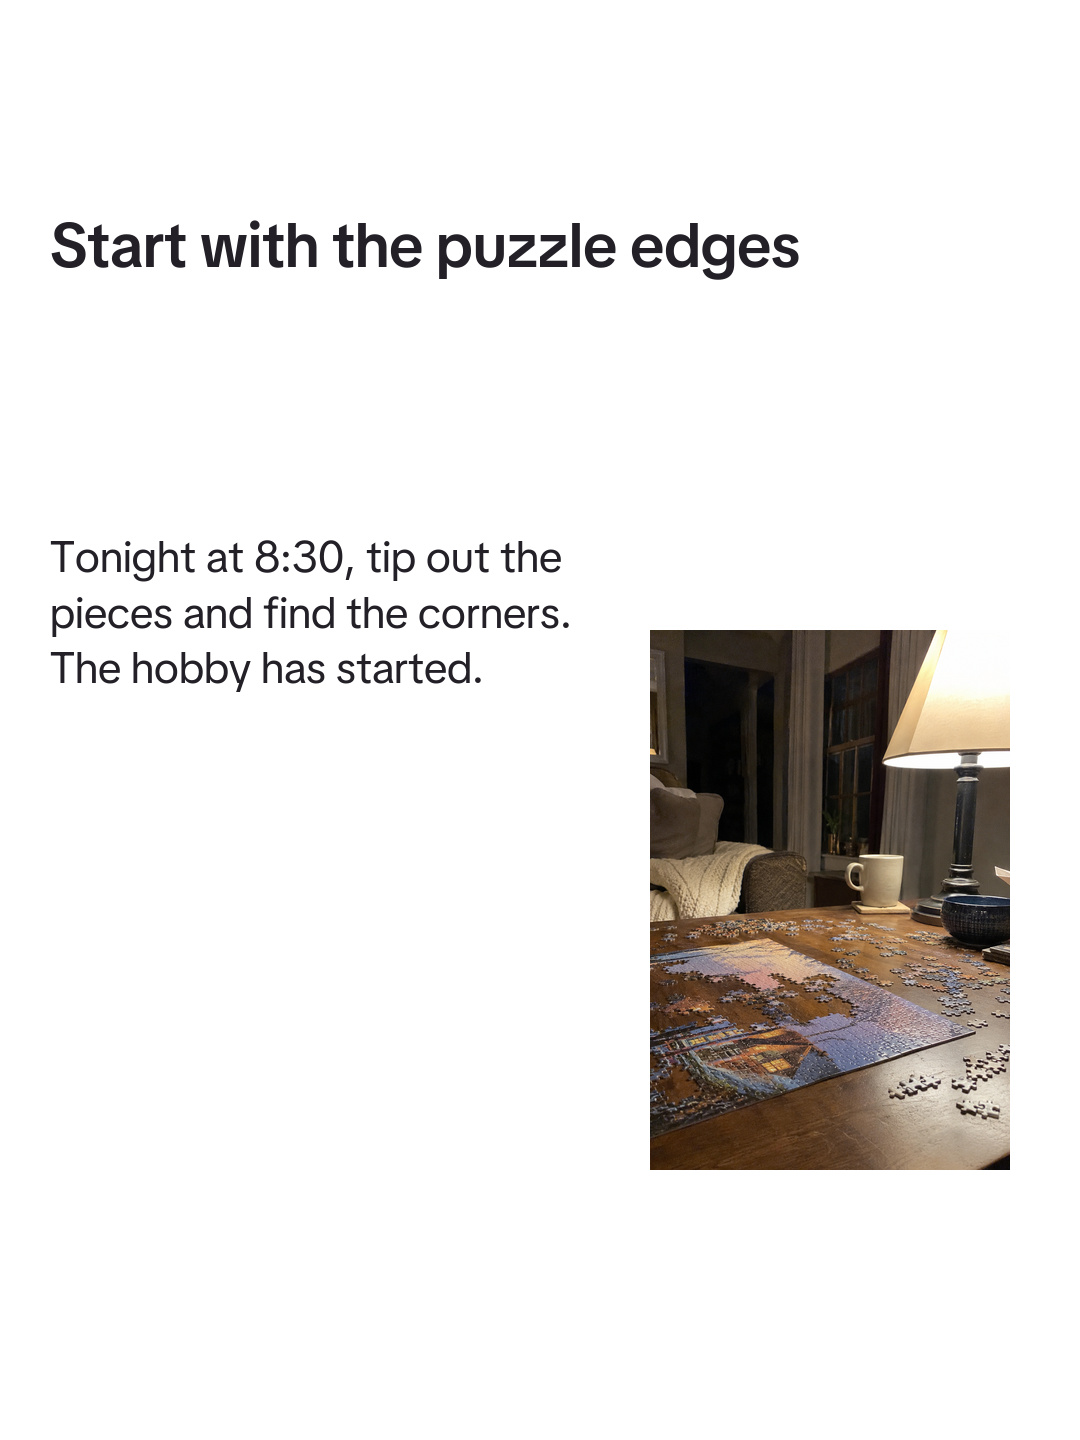 Start with the puzzle edges
Tonight at 8:30, tip out the
pieces and find the corners.
The hobby has started.